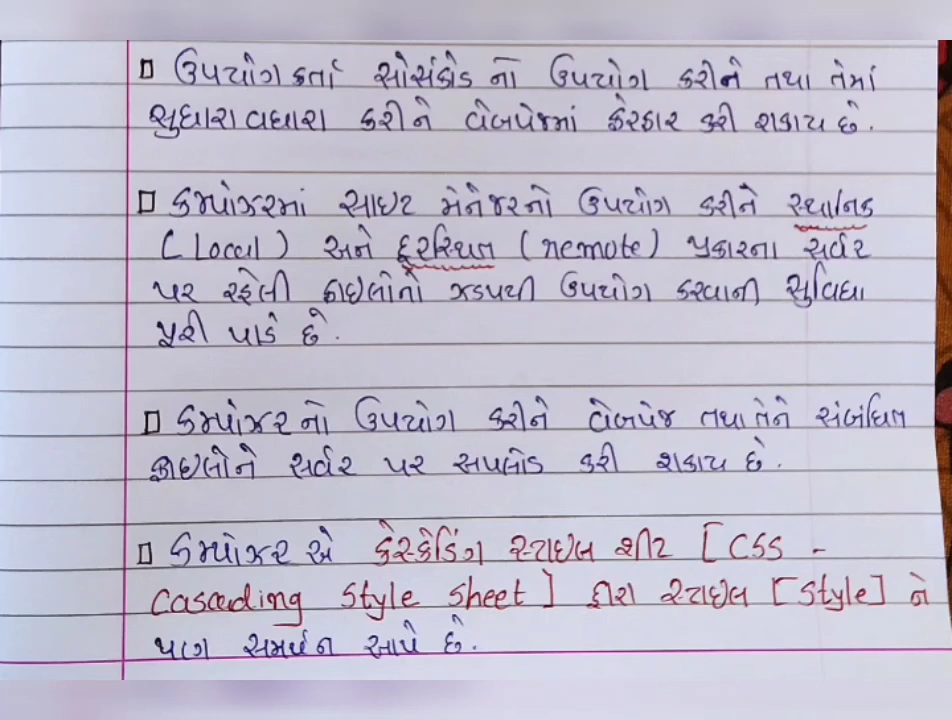 ▯ ઉપયોગકર્તા સોર્સકોડ નો ઉપયોગ કરીને તથા તેમાં
સુધારા વધારા કરીને વેબપેજમાં ફેરફાર કરી શકાય છે.
▯ કમ્પોઝરમાં સાઇટ મેનેજરનો ઉપયોગ કરીને સ્થાનિક
(Local) અને દૂરસ્થિત (remote) પ્રકારના સર્વર
પર રહેલી ફાઇલોનો ઝડપથી ઉપયોગ કરવાની સુવિધા
પુરી પાડે છે.
▯ કમ્પોઝરનો ઉપયોગ કરીને વેબપેજ તથા તેને સંબંધિત
ફાઇલોને સર્વર પર અપલોડ કરી શકાય છે.
▯ કમ્પોઝર એ કેસ્કેડિંગ સ્ટાઇલ શીટ [CSS -
Cascading Style Sheet] દ્વારા સ્ટાઇલ [Style] ને
પણ સમર્થન આપે છે.